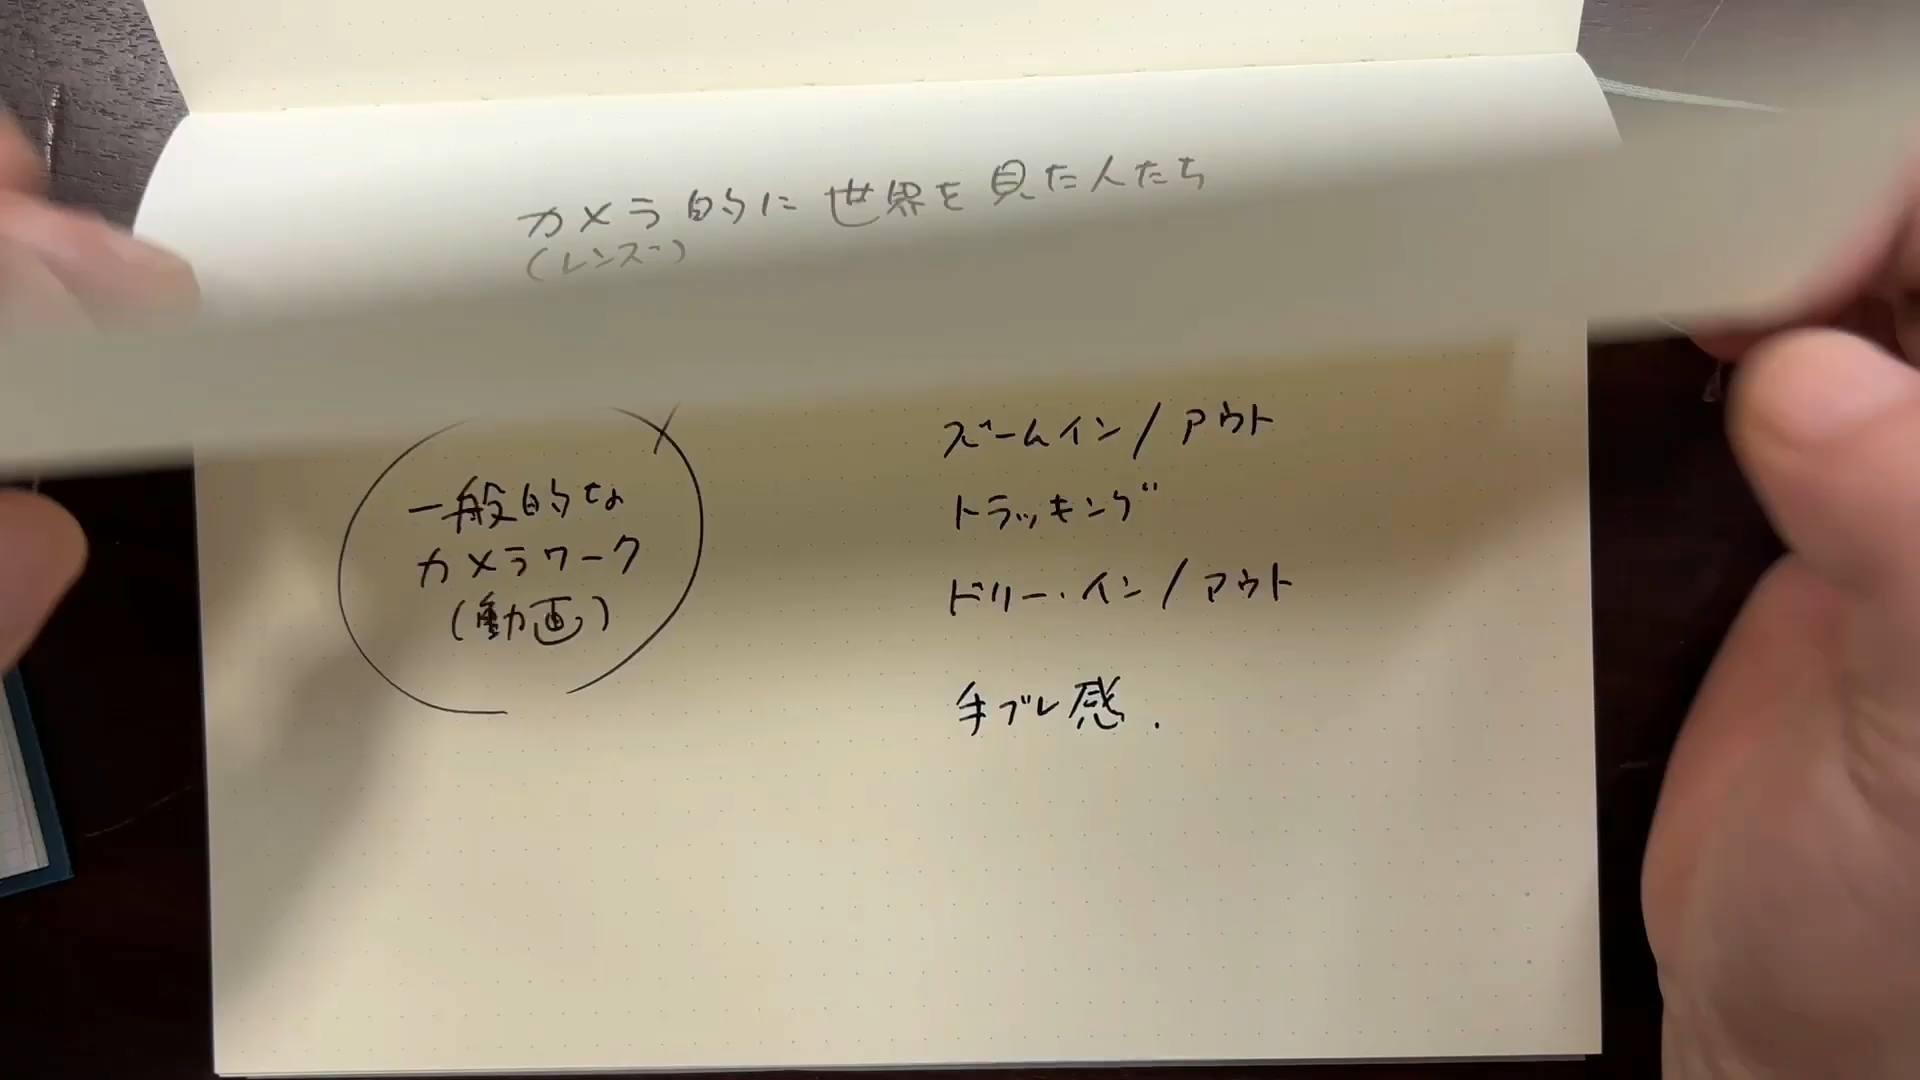 カメラ的に世界を見た人たち
(レンズ)
一般的な
カメラワーク
(動画)
ズームイン/アウト
トラッキング
ドリー・イン/アウト
手ブレ感.